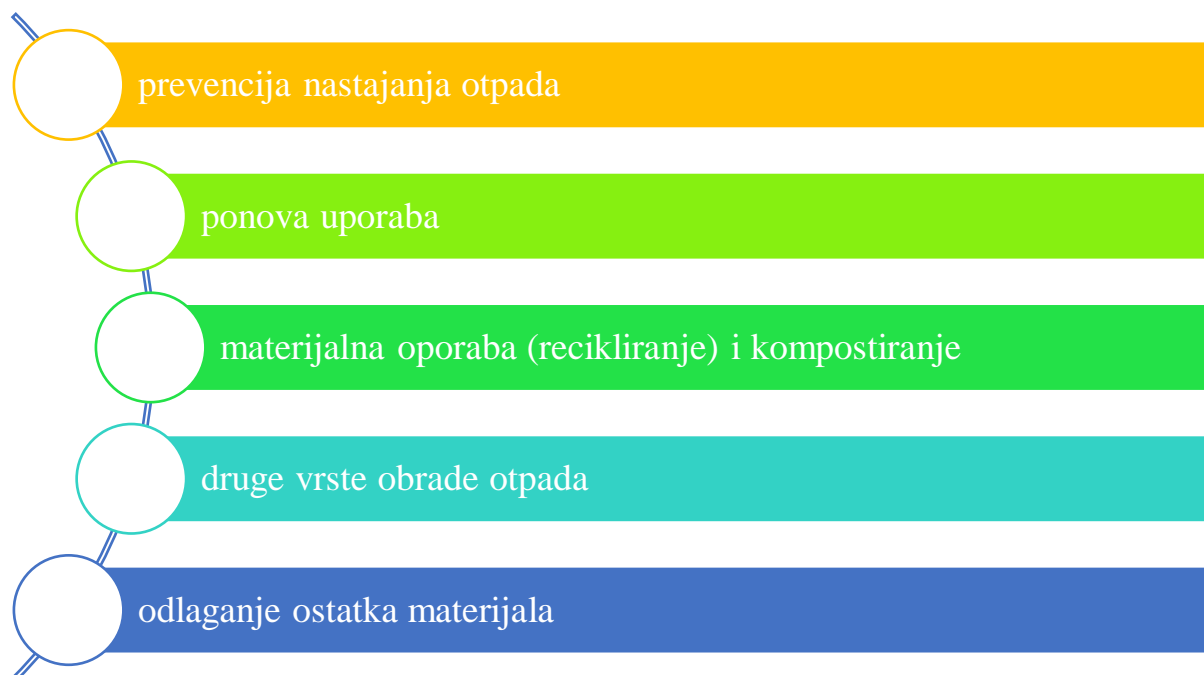 prevencija nastajanja otpada
ponova uporaba
materijalna oporaba (recikliranje) i kompostiranje
druge vrste obrade otpada
odlaganje ostatka materijala